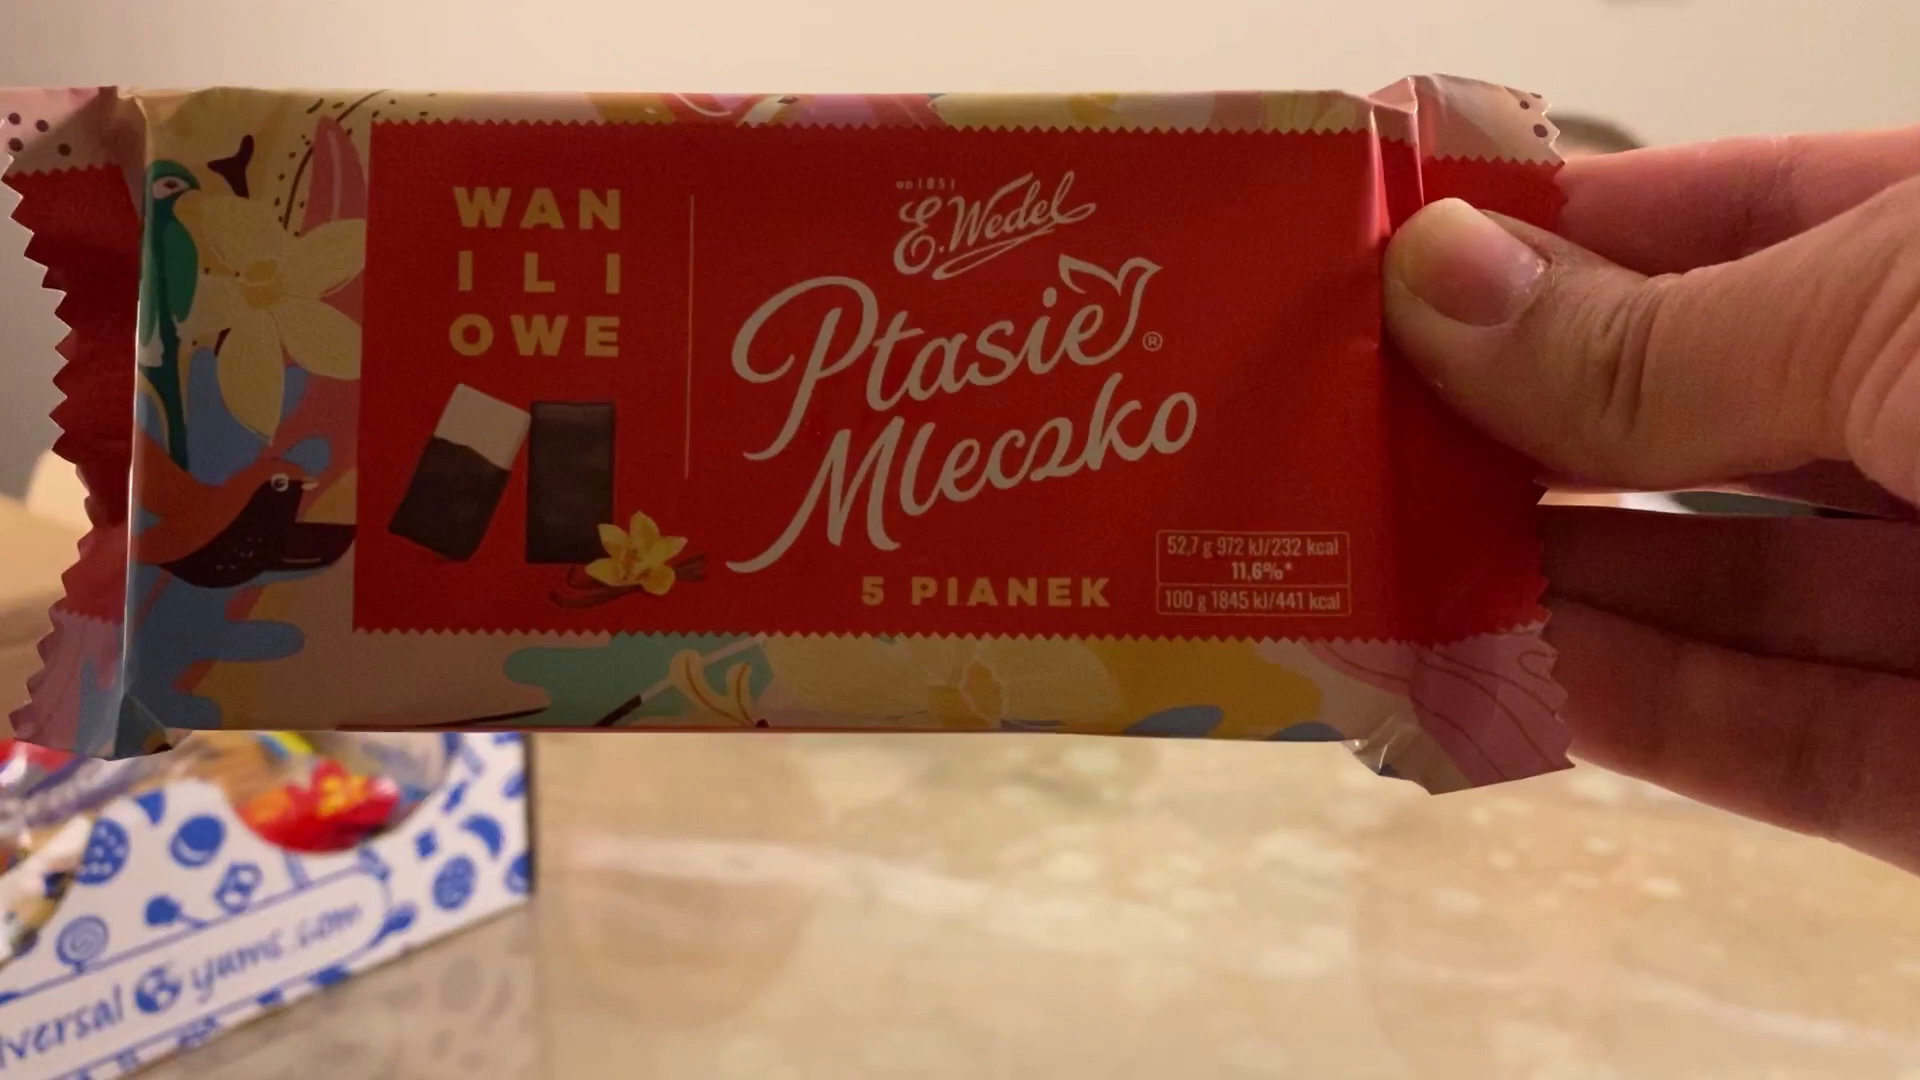 WAN
ILI
OWE
OD 1851
E.Wedel
Ptasie®
Mleczko
5 PIANEK
52,7 g 972 kJ/232 kcal
11,6%*
100 g 1845 kJ/441 kcal
yums.com